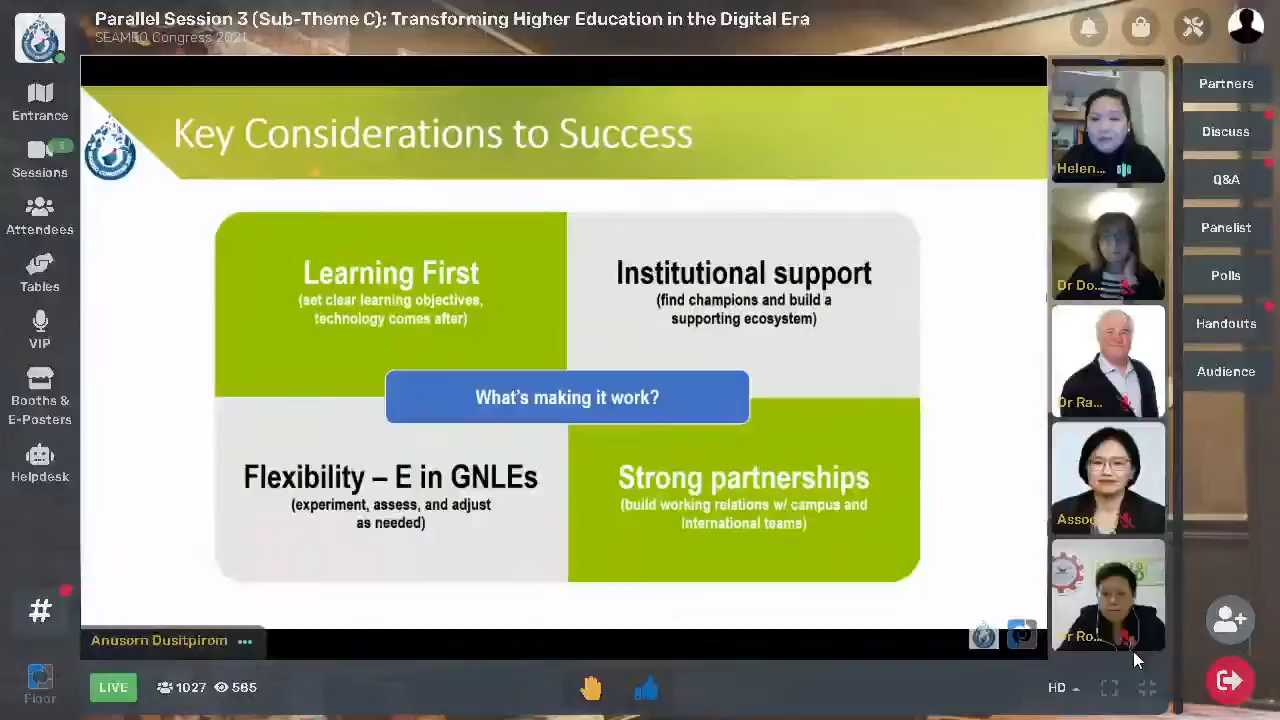 Parallel Session 3 (Sub-Theme C): Transforming Higher Education in the Digital Era
SEAMEO Congress 2021
Entrance
Sessions
Attendees
Tables
VIP
Booths &
E-Posters
Helpdesk
#
Floor
Key Considerations to Success
Learning First
(set clear learning objectives,
technology comes after)
Institutional support
(find champions and build a
supporting ecosystem)
What's making it work?
Flexibility – E in GNLEs
(experiment, assess, and adjust
as needed)
Strong partnerships
(build working relations w/ campus and
International teams)
Anusorn Dusitpirom
LIVE
1027
585
HD
Helen...
Dr Do...
Dr Ra...
Assoc
Dr Ro...
Partners
Discuss
Q&A
Panelist
Polls
Handouts
Audience